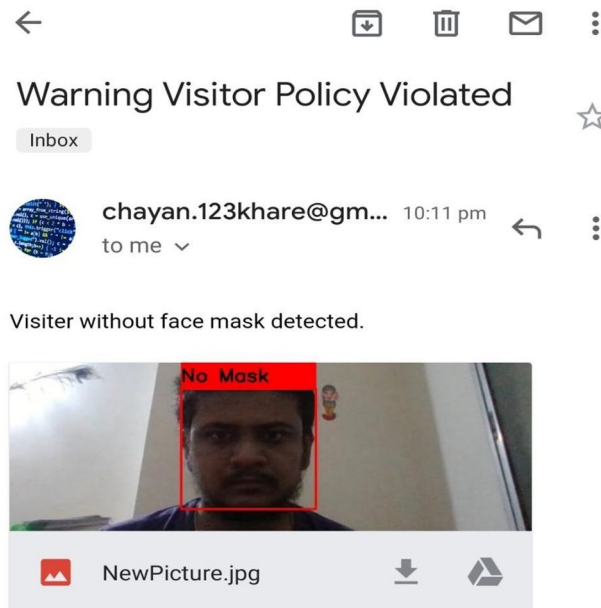 Warning Visitor Policy Violated
Inbox
chayan.123khare@gm... 10:11 pm
to me
Visiter without face mask detected.
No Mask
NewPicture.jpg